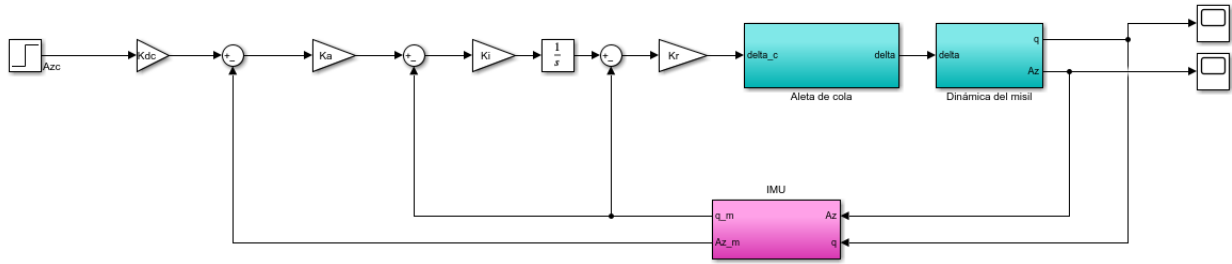 Azc
Kdc
+
-
Ka
+
-
Ki
1
s
+
-
Kr
delta_c
delta
Aleta de cola
delta
q
Az
Dinámica del misil
IMU
q_m
Az
Az_m
q